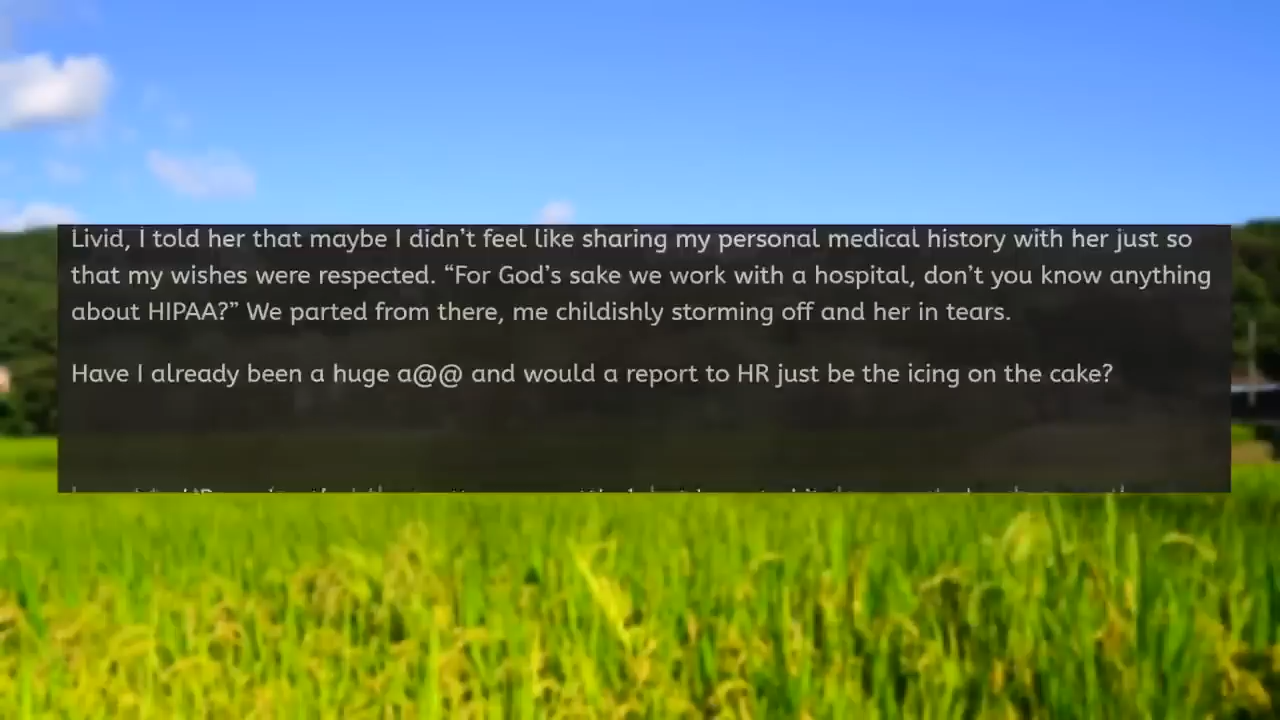 Livid, I told her that maybe I didn’t feel like sharing my personal medical history with her just so
that my wishes were respected. “For God’s sake we work with a hospital, don’t you know anything
about HIPAA?” We parted from there, me childishly storming off and her in tears.
Have I already been a huge a@@ and would a report to HR just be the icing on the cake?